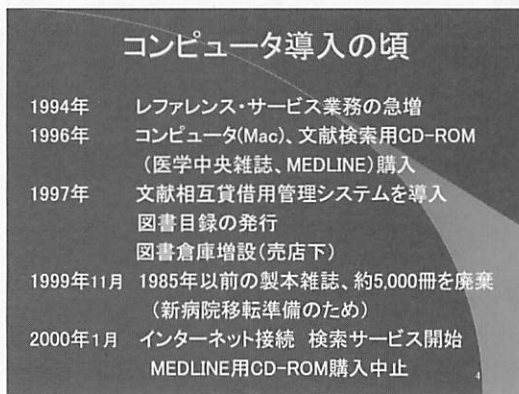 コンピュータ導入の頃
1994年 レファレンス・サービス業務の急増
1996年 コンピュータ(Mac)、文献検索用CD-ROM
(医学中央雑誌、MEDLINE)購入
1997年 文献相互貸借用管理システムを導入
図書目録の発行
図書倉庫増設(売店下)
1999年11月 1985年以前の製本雑誌、約5,000冊を廃棄
(新病院移転準備のため)
2000年1月 インターネット接続 検索サービス開始
MEDLINE用CD-ROM購入中止
4